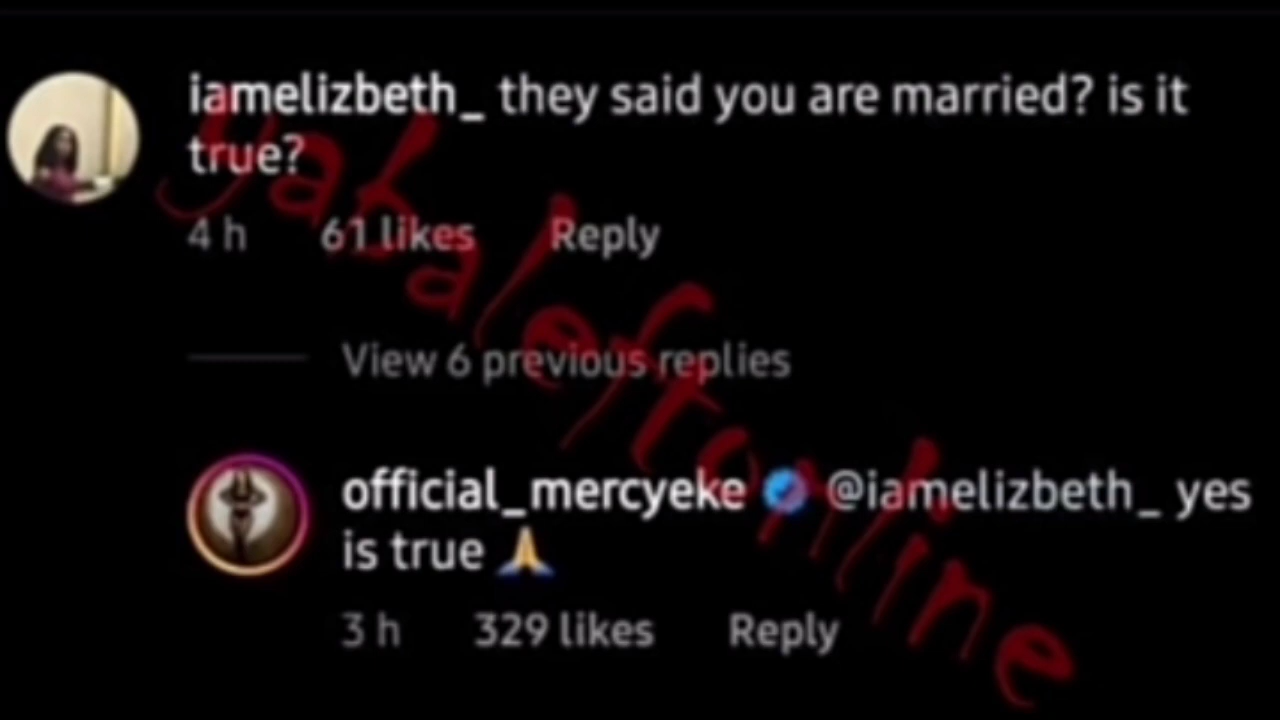 iamelizbeth_ they said you are married? is it
true?
4 h 61 likes Reply
View 6 previous replies
official_mercyeke @iamelizbeth_ yes
is true 🙏
3 h 329 likes Reply
gabaleftonline